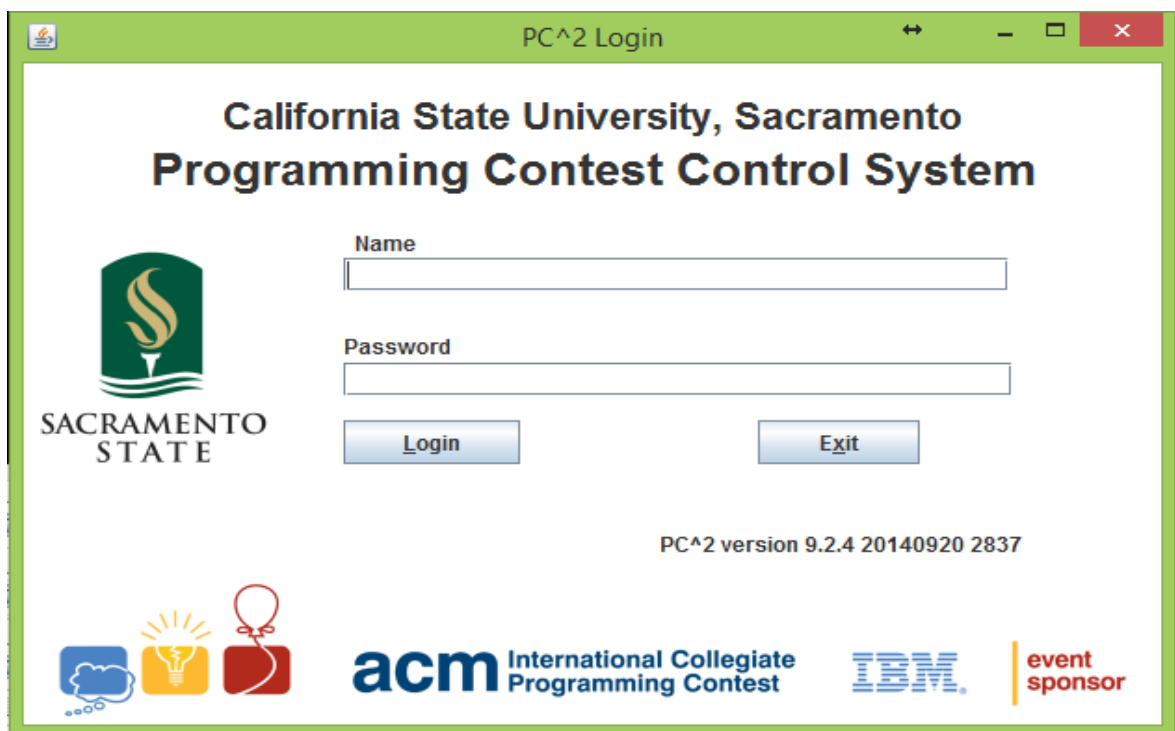 PC^2 Login
California State University, Sacramento
Programming Contest Control System
Name
Password
SACRAMENTO
STATE
Login
Exit
PC^2 version 9.2.4 20140920 2837
acm International Collegiate
Programming Contest
IBM.
event
sponsor